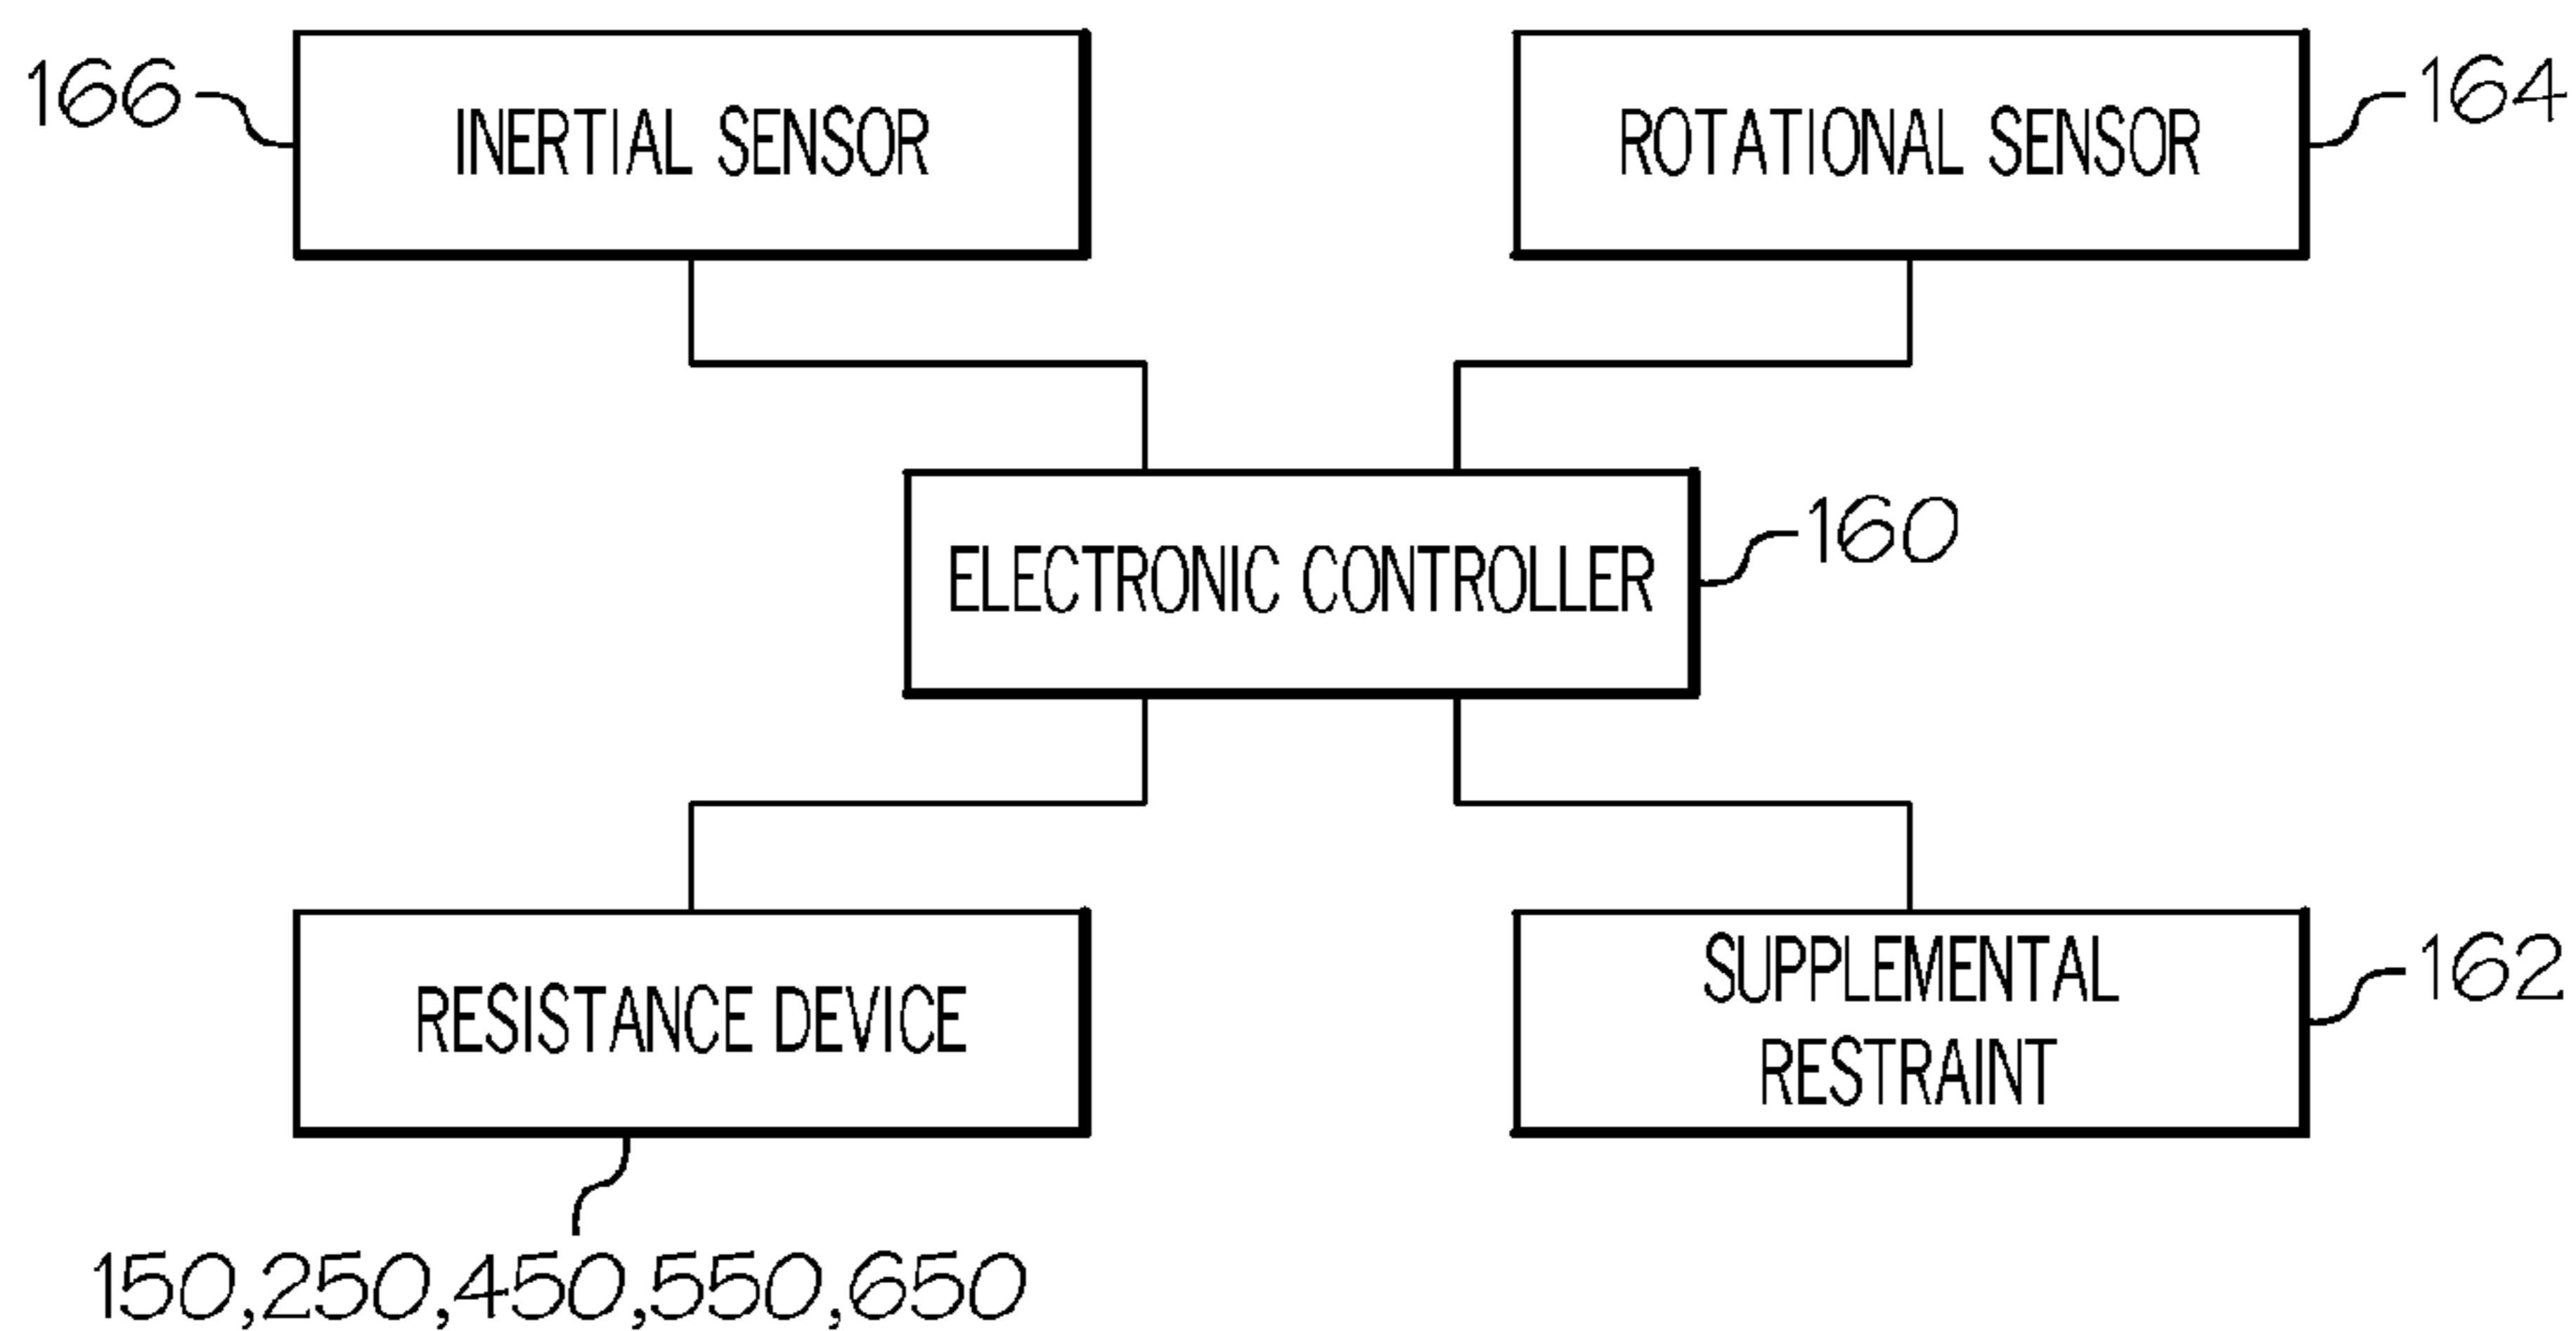 166
INERTIAL SENSOR
ROTATIONAL SENSOR
164
ELECTRONIC CONTROLLER
160
RESISTANCE DEVICE
SUPPLEMENTAL
RESTRAINT
162
150,250,450,550,650